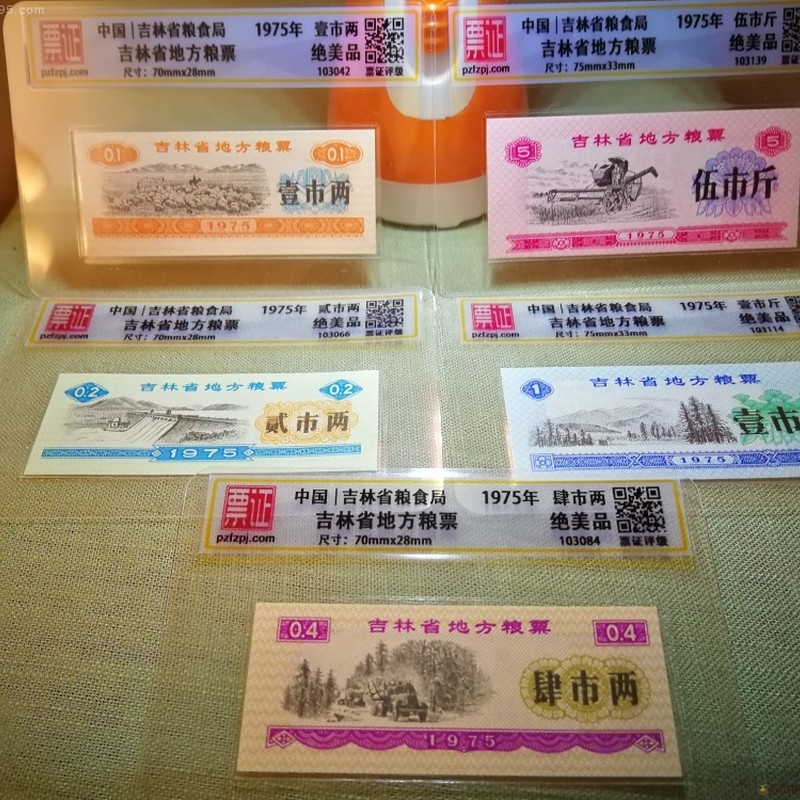 95.com
票证
pzfzpj.com
中国|吉林省粮食局 1975年 壹市两
吉林省地方粮票 绝美品
尺寸：70mmx28mm 103042 票证评级
0.1 吉林省地方粮票 0.1
壹市两
1975
票证
pzfzpj.com
中国|吉林省粮食局 1975年 伍市斤
吉林省地方粮票 绝美品
尺寸：75mmx33mm 103139
5 吉林省地方粮票 5
伍市斤
1975
票证
pzfzpj.com
中国|吉林省粮食局 1975年 贰市两
吉林省地方粮票 绝美品
尺寸：70mmx28mm 103066 票证评级
0.2 吉林省地方粮票 0.2
贰市两
1975
票证
pzfzpj.com
中国|吉林省粮食局 1975年 壹市斤
吉林省地方粮票 绝美品
尺寸：75mmx33mm 103114
1 吉林省地方粮票
壹市
1975
票证
pzfzpj.com
中国|吉林省粮食局 1975年 肆市两
吉林省地方粮票 绝美品
尺寸：70mmx28mm 103084 票证评级
0.4 吉林省地方粮票 0.4
肆市两
1975